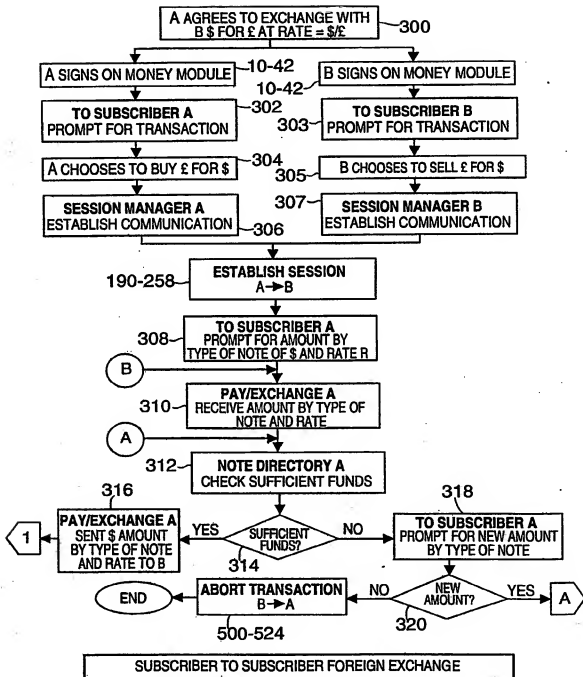 A AGREES TO EXCHANGE WITH
B $ FOR £ AT RATE = $/£
300
A SIGNS ON MONEY MODULE
10-42
B SIGNS ON MONEY MODULE
10-42
TO SUBSCRIBER A
PROMPT FOR TRANSACTION
302
TO SUBSCRIBER B
PROMPT FOR TRANSACTION
303
304
A CHOOSES TO BUY £ FOR $
B CHOOSES TO SELL £ FOR $
305
SESSION MANAGER A
ESTABLISH COMMUNICATION
306
307
SESSION MANAGER B
ESTABLISH COMMUNICATION
ESTABLISH SESSION
A→B
190-258
TO SUBSCRIBER A
PROMPT FOR AMOUNT BY
TYPE OF NOTE OF $ AND RATE R
308
B
PAY/EXCHANGE A
RECEIVE AMOUNT BY TYPE OF
NOTE AND RATE
310
A
312
NOTE DIRECTORY A
CHECK SUFFICIENT FUNDS
316
PAY/EXCHANGE A
SENT $ AMOUNT
BY TYPE OF NOTE
AND RATE TO B
1
YES
SUFFICIENT
FUNDS?
314
NO
318
TO SUBSCRIBER A
PROMPT FOR NEW AMOUNT
BY TYPE OF NOTE
END
ABORT TRANSACTION
B→A
500-524
NO
NEW
AMOUNT?
320
YES
A
SUBSCRIBER TO SUBSCRIBER FOREIGN EXCHANGE